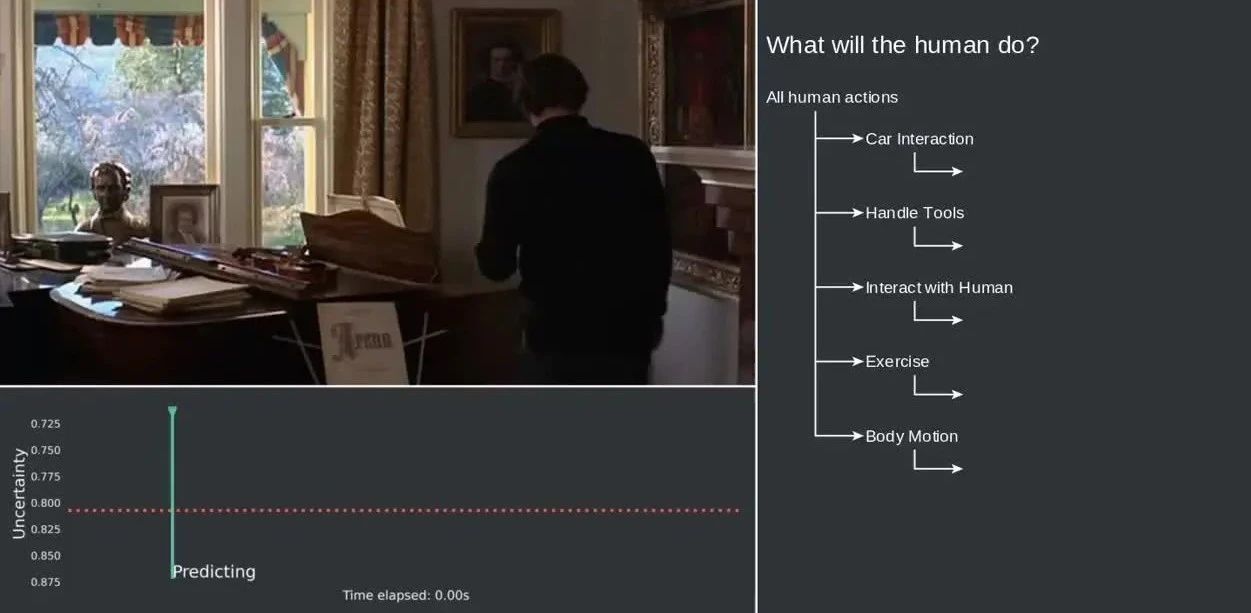 What will the human do?
All human actions
Car Interaction
Handle Tools
Interact with Human
Exercise
Body Motion
0.725
0.750
0.775
0.800
0.825
0.850
0.875
Uncertainty
Predicting
Time elapsed: 0.00s